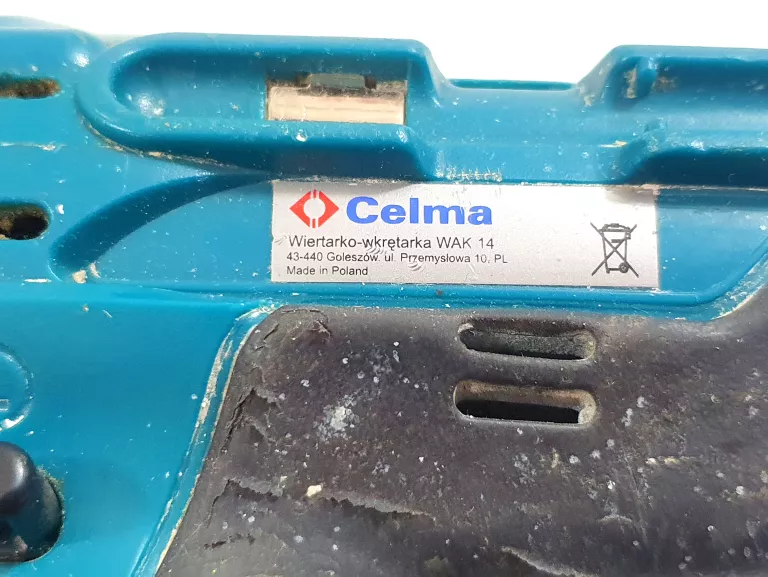 Celma
Wiertarko-wkrętarka WAK 14
43-440 Goleszów. ul. Przemysłowa 10, PL
Made in Poland